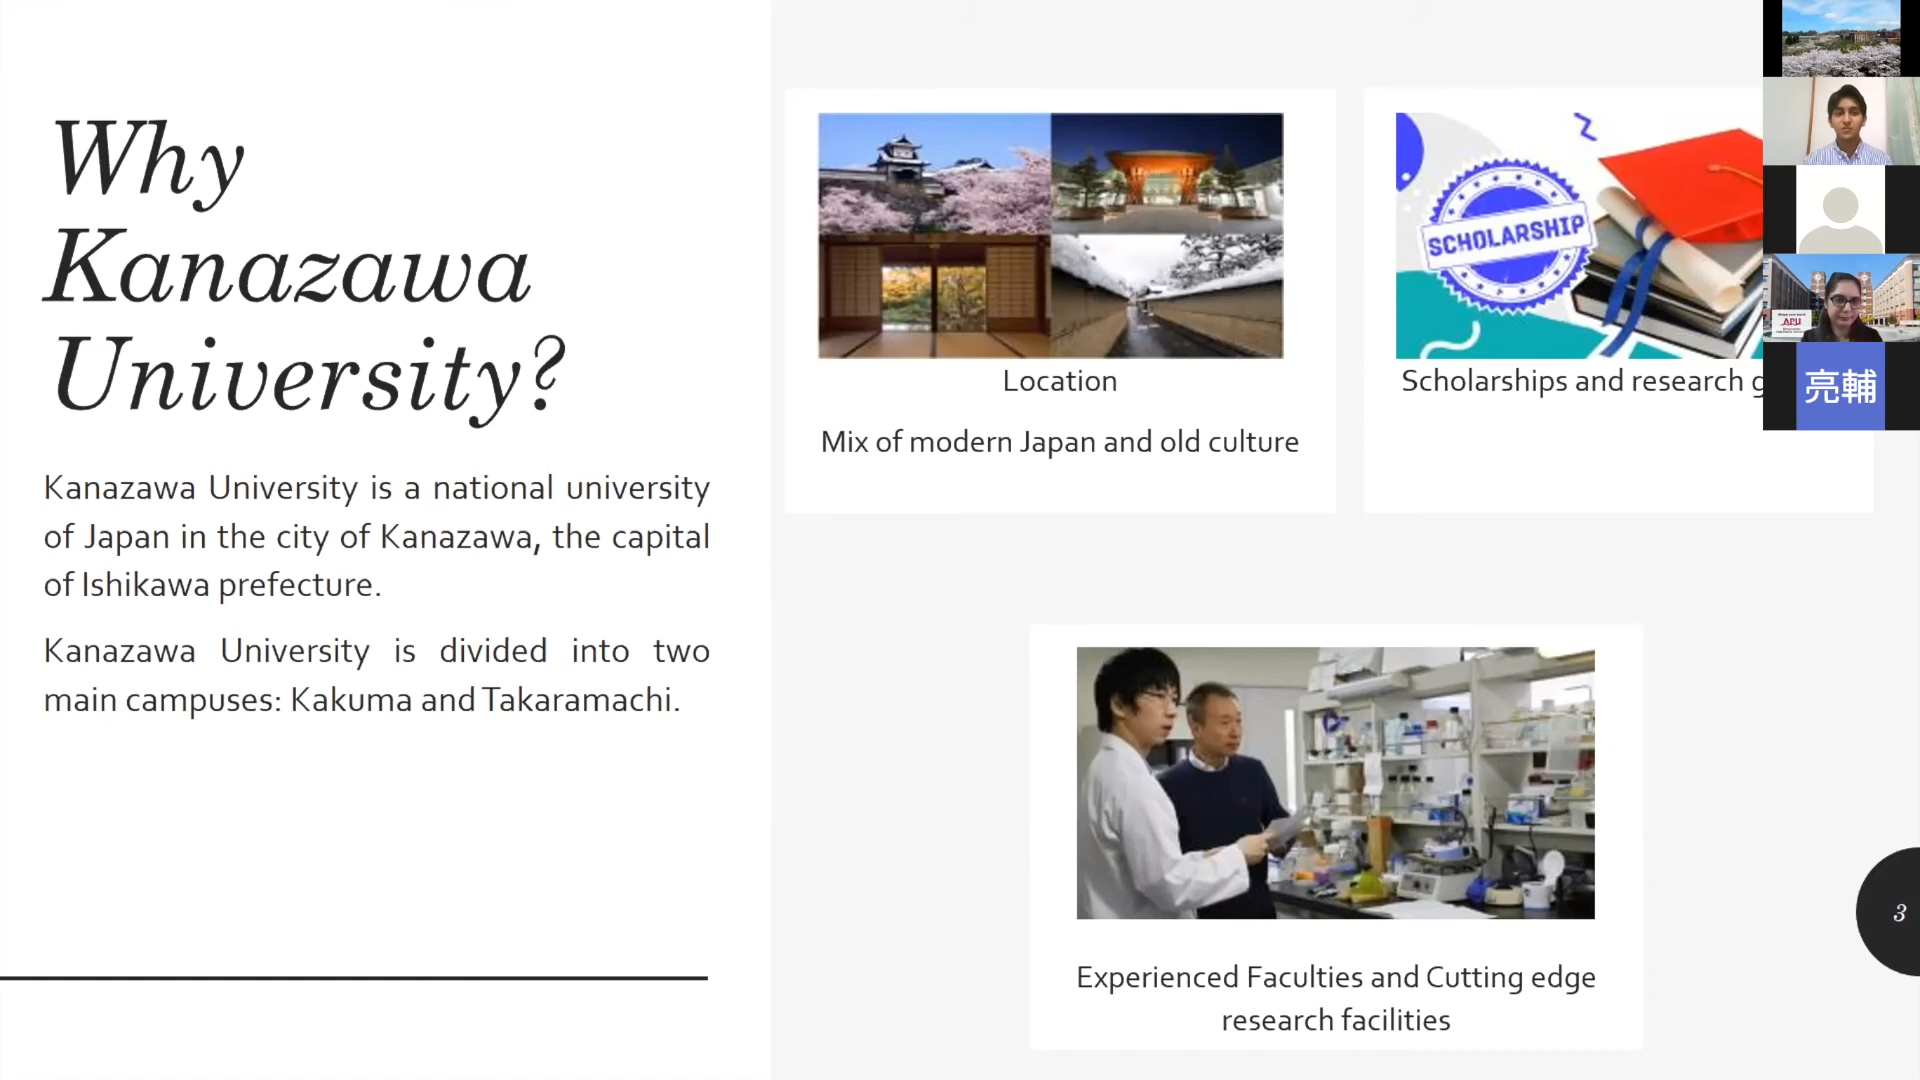 Why
Kanazawa
University?
Kanazawa University is a national university
of Japan in the city of Kanazawa, the capital
of Ishikawa prefecture.
Kanazawa University is divided into two
main campuses: Kakuma and Takaramachi.
Location
Mix of modern Japan and old culture
SCHOLARSHIP
Scholarships and research
Experienced Faculties and Cutting edge
research facilities
3
APU
亮輔